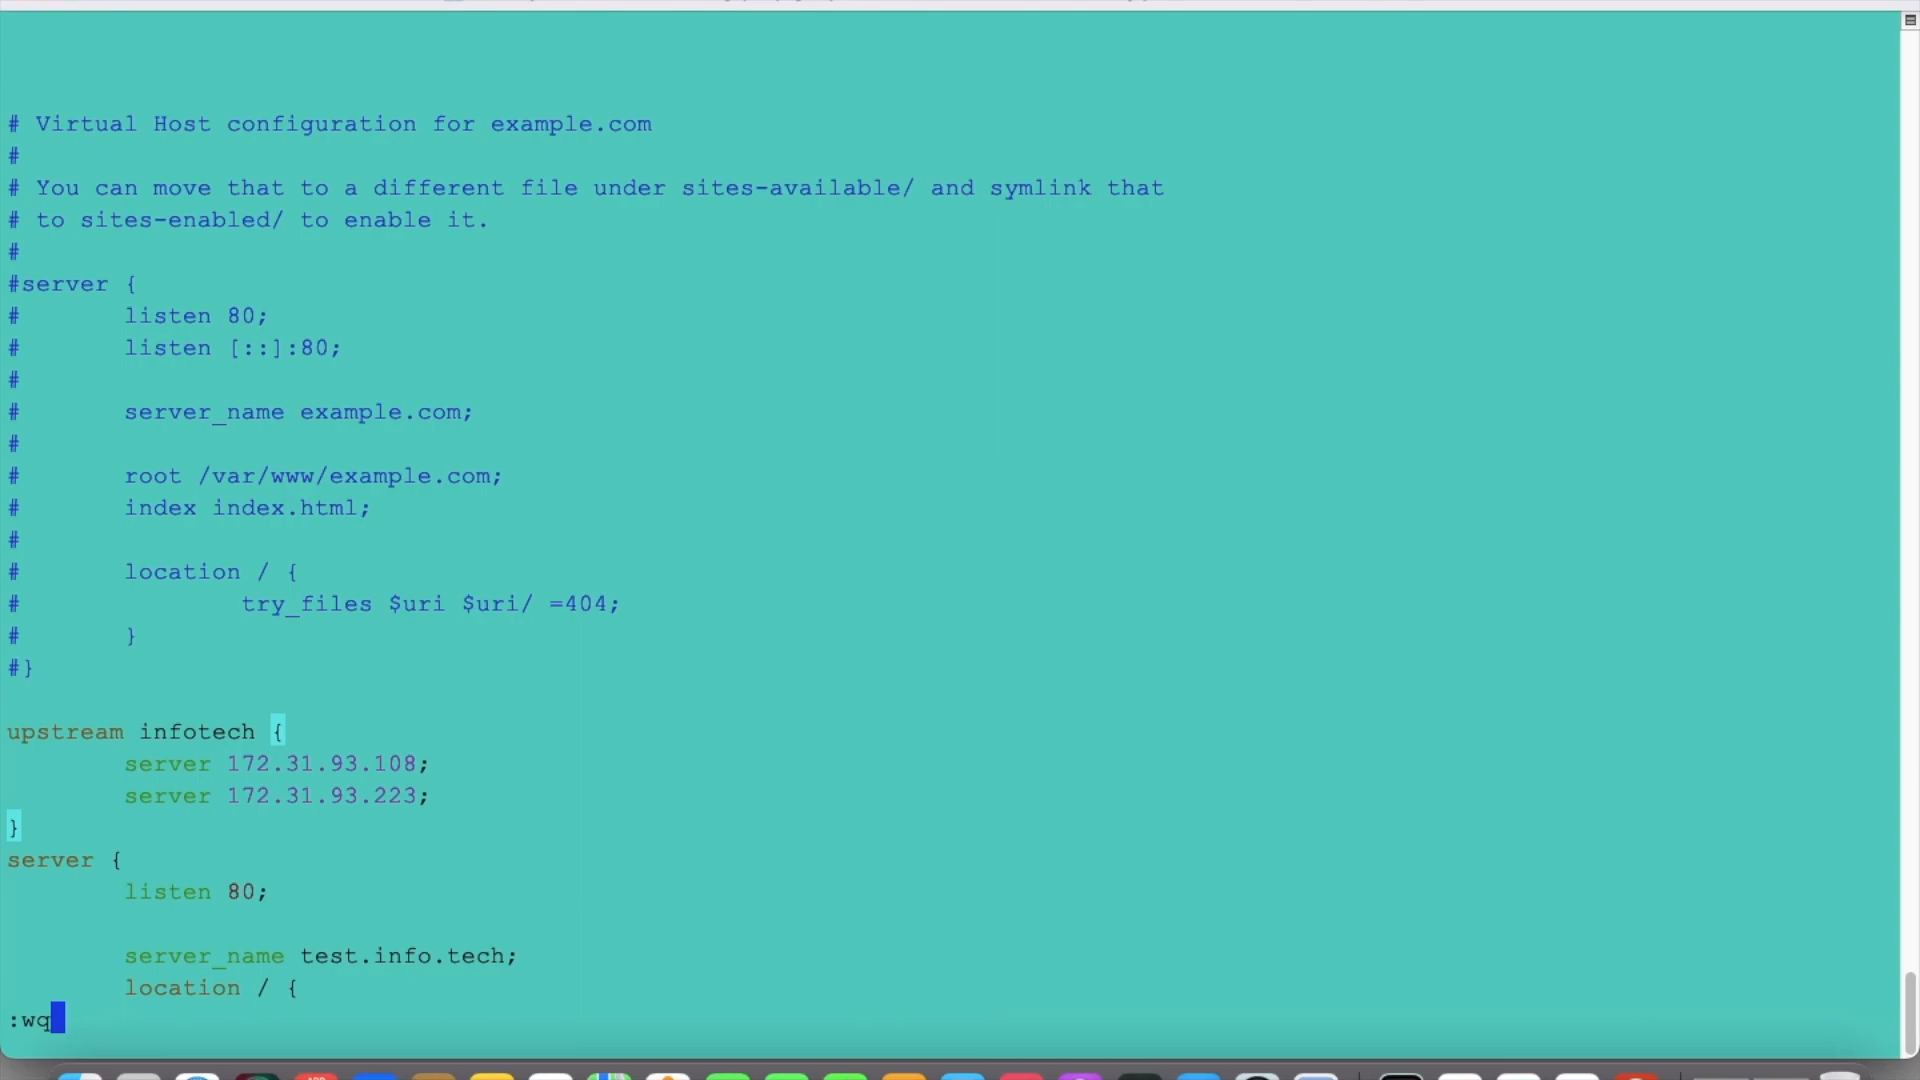 # Virtual Host configuration for example.com
#
# You can move that to a different file under sites-available/ and symlink that
# to sites-enabled/ to enable it.
#
#server {
#       listen 80;
#       listen [::]:80;
#
#       server_name example.com;
#
#       root /var/www/example.com;
#       index index.html;
#
#       location / {
#               try_files $uri $uri/ =404;
#       }
#}
upstream infotech {
        server 172.31.93.108;
        server 172.31.93.223;
}
server {
        listen 80;
        server_name test.info.tech;
        location / {
:wq